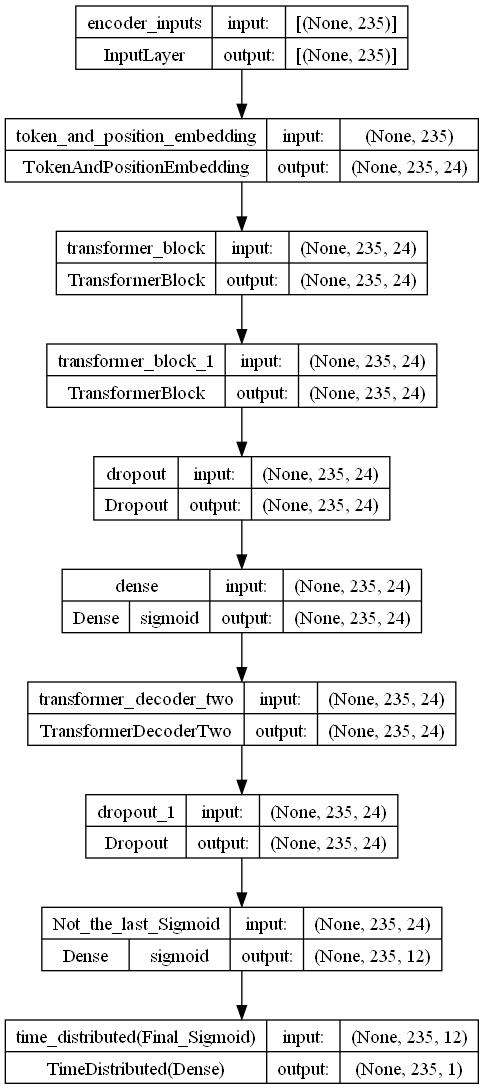 encoder_inputs input: [(None, 235)]
InputLayer output: [(None, 235)]
token_and_position_embedding input: (None, 235)
TokenAndPositionEmbedding output: (None, 235, 24)
transformer_block input: (None, 235, 24)
TransformerBlock output: (None, 235, 24)
transformer_block_1 input: (None, 235, 24)
TransformerBlock output: (None, 235, 24)
dropout input: (None, 235, 24)
Dropout output: (None, 235, 24)
dense input: (None, 235, 24)
Dense sigmoid output: (None, 235, 24)
transformer_decoder_two input: (None, 235, 24)
TransformerDecoderTwo output: (None, 235, 24)
dropout_1 input: (None, 235, 24)
Dropout output: (None, 235, 24)
Not_the_last_Sigmoid input: (None, 235, 24)
Dense sigmoid output: (None, 235, 12)
time_distributed(Final_Sigmoid) input: (None, 235, 12)
TimeDistributed(Dense) output: (None, 235, 1)